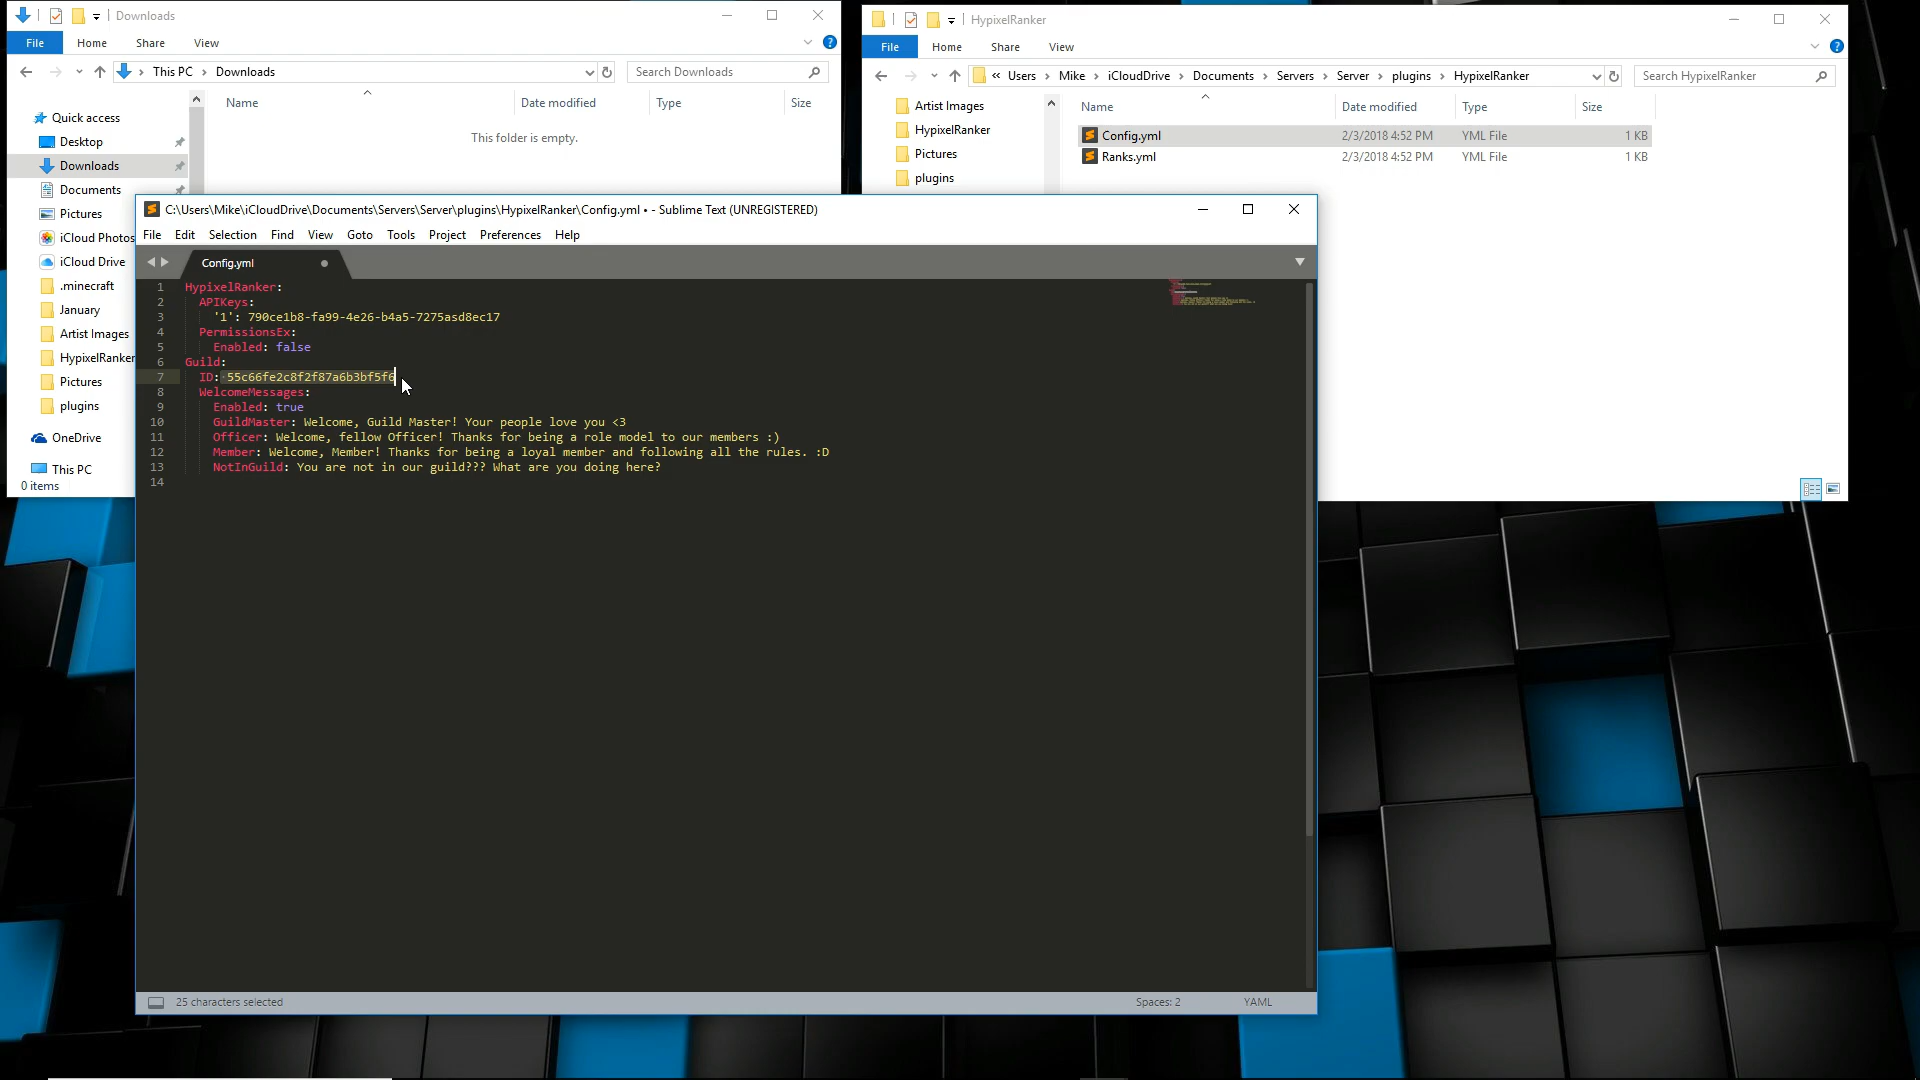 Downloads
File
Home
Share
View
This PC
Downloads
Search Downloads
Name
Date modified
Type
Size
This folder is empty.
Quick access
Desktop
Downloads
Documents
Pictures
iCloud Photos
iCloud Drive
.minecraft
January
Artist Images
HypixelRanker
Pictures
plugins
OneDrive
This PC
0 items
HypixelRanker
File
Home
Share
View
« Users
Mike
iCloudDrive
Documents
Servers
Server
plugins
HypixelRanker
Search HypixelRanker
Name
Date modified
Type
Size
Artist Images
HypixelRanker
Pictures
plugins
Config.yml 2/3/2018 4:52 PM YML File 1 KB
Ranks.yml 2/3/2018 4:52 PM YML File 1 KB
C:\Users\Mike\iCloudDrive\Documents\Servers\Server\plugins\HypixelRanker\Config.yml • - Sublime Text (UNREGISTERED)
File Edit Selection Find View Goto Tools Project Preferences Help
Config.yml
1 HypixelRanker:
2 APIKeys:
3 '1': 790ce1b8-fa99-4e26-b4a5-7275asd8ec17
4 PermissionsEx:
5 Enabled: false
6 Guild:
7 ID: 55c66fe2c8f2f87a6b3bf5f6
8 WelcomeMessages:
9 Enabled: true
10 GuildMaster: Welcome, Guild Master! Your people love you <3
11 Officer: Welcome, fellow Officer! Thanks for being a role model to our members :)
12 Member: Welcome, Member! Thanks for being a loyal member and following all the rules. :D
13 NotInGuild: You are not in our guild??? What are you doing here?
14
25 characters selected
Spaces: 2
YAML